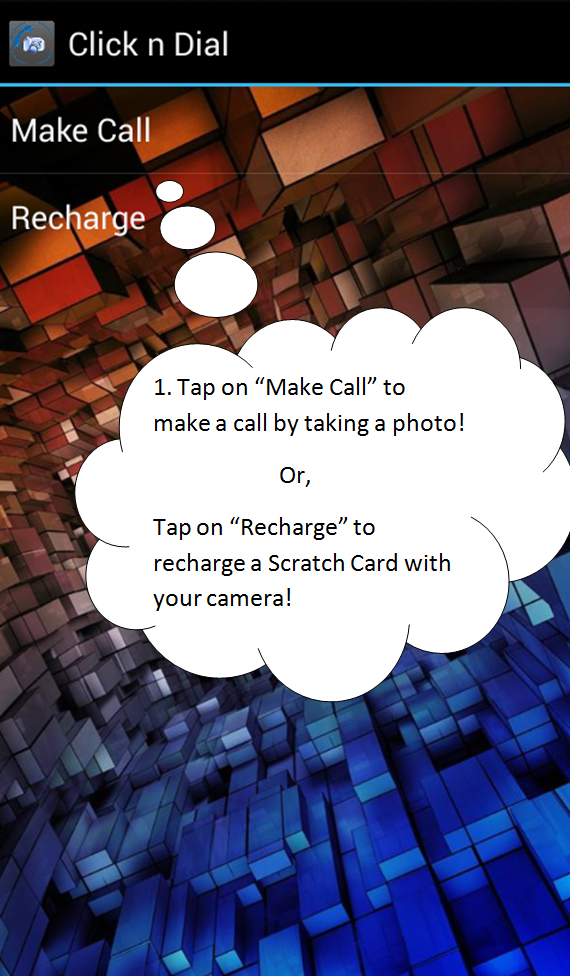 Click n Dial
Make Call
Recharge
1. Tap on “Make Call” to
make a call by taking a photo!
Or,
Tap on “Recharge” to
recharge a Scratch Card with
your camera!